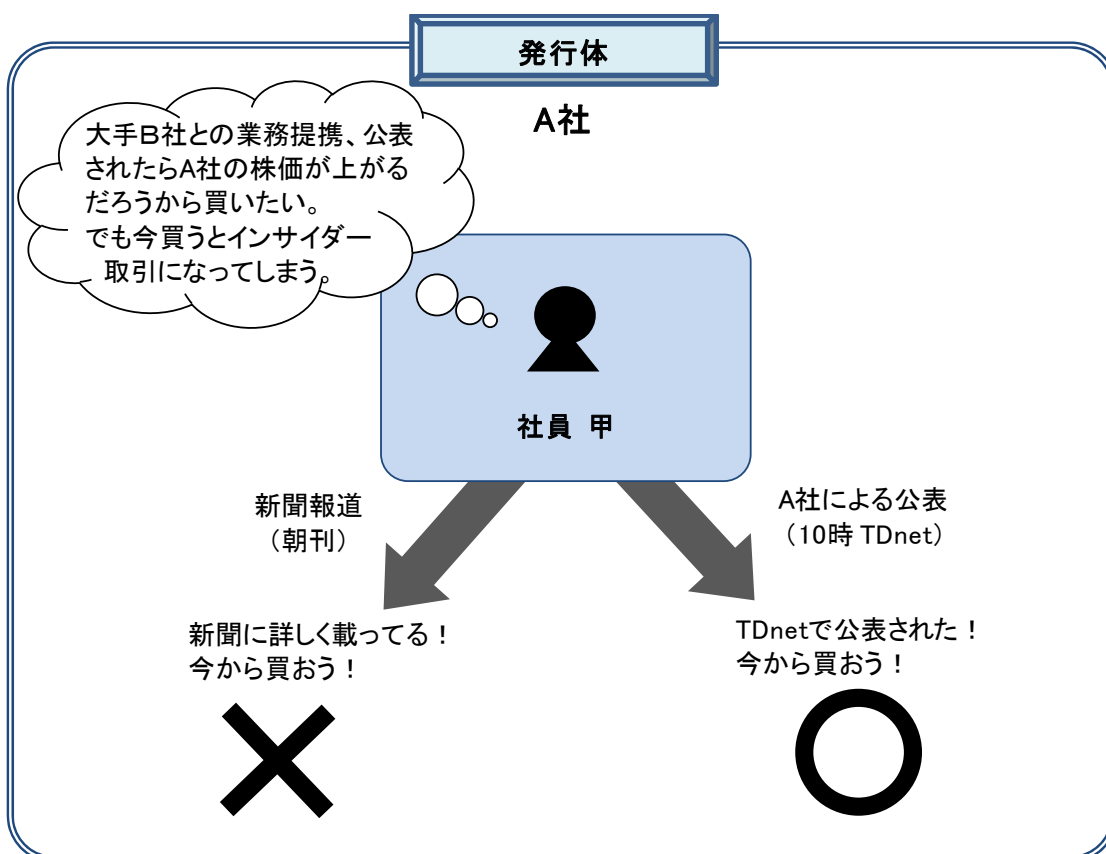 発行体
A社
大手B社との業務提携、公表
されたらA社の株価が上がる
だろうから買いたい。
でも今買うとインサイダー
取引になってしまう。
社員 甲
新聞報道
（朝刊）
A社による公表
（10時 TDnet）
新聞に詳しく載ってる！
今から買おう！
TDnetで公表された！
今から買おう！